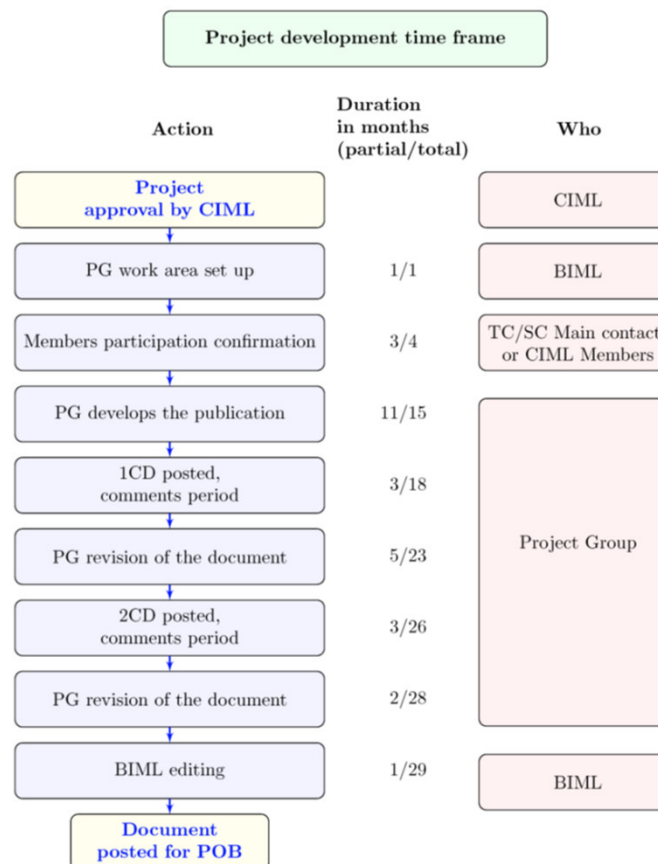 Project development time frame
Action
Duration
in months
(partial/total)
Who
Project
approval by CIML
CIML
PG work area set up
1/1
BIML
Members participation confirmation
3/4
TC/SC Main contact
or CIML Members
PG develops the publication
11/15
1CD posted,
comments period
3/18
PG revision of the document
5/23
Project Group
2CD posted,
comments period
3/26
PG revision of the document
2/28
BIML editing
1/29
BIML
Document
posted for POB